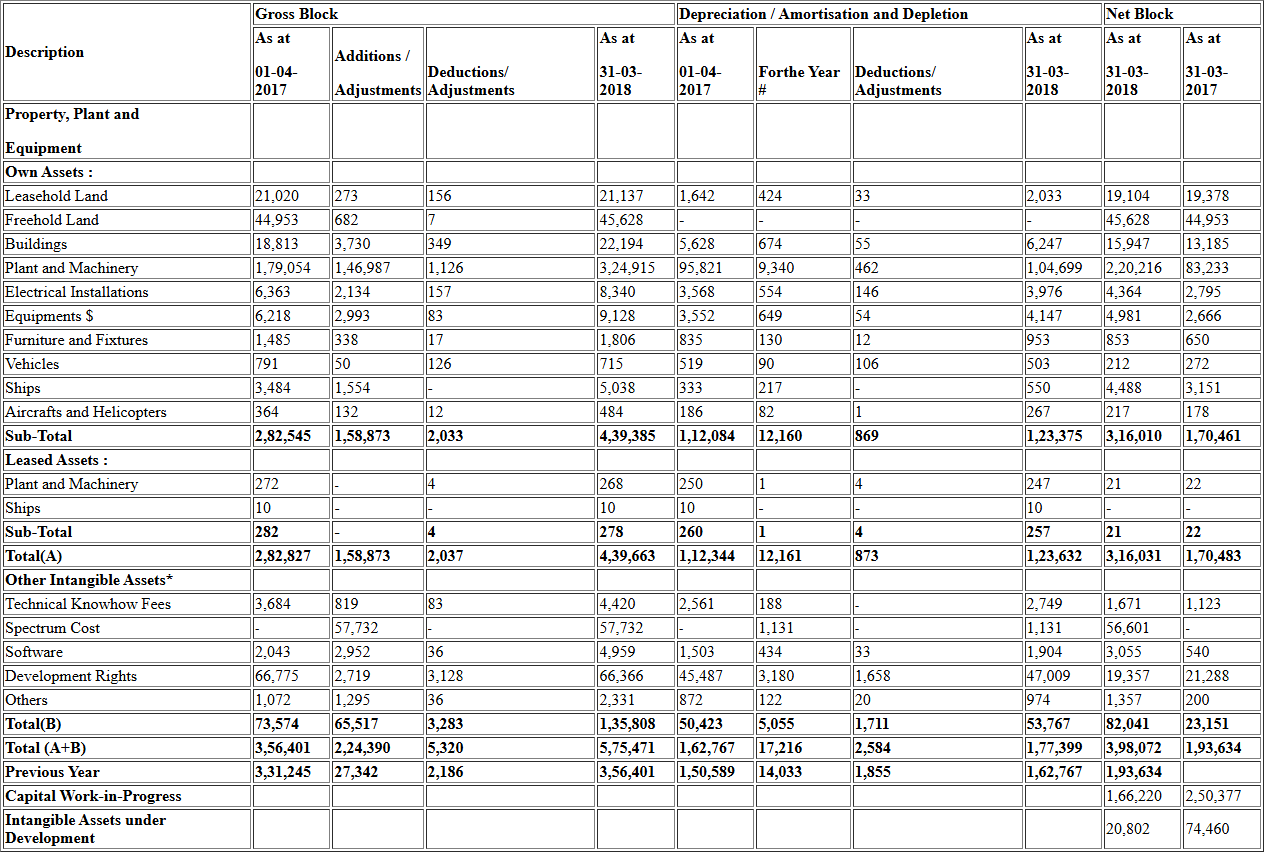 Description Gross Block Depreciation / Amortisation and Depletion Net Block
As at 01-04-2017 Additions / Adjustments Deductions/ Adjustments As at 31-03-2018 As at 01-04-2017 Forthe Year # Deductions/ Adjustments As at 31-03-2018 As at 31-03-2018 As at 31-03-2017
Property, Plant and
Equipment
Own Assets :
Leasehold Land 21,020 273 156 21,137 1,642 424 33 2,033 19,104 19,378
Freehold Land 44,953 682 7 45,628 - - - - 45,628 44,953
Buildings 18,813 3,730 349 22,194 5,628 674 55 6,247 15,947 13,185
Plant and Machinery 1,79,054 1,46,987 1,126 3,24,915 95,821 9,340 462 1,04,699 2,20,216 83,233
Electrical Installations 6,363 2,134 157 8,340 3,568 554 146 3,976 4,364 2,795
Equipments $ 6,218 2,993 83 9,128 3,552 649 54 4,147 4,981 2,666
Furniture and Fixtures 1,485 338 17 1,806 835 130 12 953 853 650
Vehicles 791 50 126 715 519 90 106 503 212 272
Ships 3,484 1,554 - 5,038 333 217 - 550 4,488 3,151
Aircrafts and Helicopters 364 132 12 484 186 82 1 267 217 178
Sub-Total 2,82,545 1,58,873 2,033 4,39,385 1,12,084 12,160 869 1,23,375 3,16,010 1,70,461
Leased Assets :
Plant and Machinery 272 - 4 268 250 1 4 247 21 22
Ships 10 - - 10 10 - - 10 - -
Sub-Total 282 - 4 278 260 1 4 257 21 22
Total(A) 2,82,827 1,58,873 2,037 4,39,663 1,12,344 12,161 873 1,23,632 3,16,031 1,70,483
Other Intangible Assets*
Technical Knowhow Fees 3,684 819 83 4,420 2,561 188 - 2,749 1,671 1,123
Spectrum Cost - 57,732 - 57,732 - 1,131 - 1,131 56,601 -
Software 2,043 2,952 36 4,959 1,503 434 33 1,904 3,055 540
Development Rights 66,775 2,719 3,128 66,366 45,487 3,180 1,658 47,009 19,357 21,288
Others 1,072 1,295 36 2,331 872 122 20 974 1,357 200
Total(B) 73,574 65,517 3,283 1,35,808 50,423 5,055 1,711 53,767 82,041 23,151
Total (A+B) 3,56,401 2,24,390 5,320 5,75,471 1,62,767 17,216 2,584 1,77,399 3,98,072 1,93,634
Previous Year 3,31,245 27,342 2,186 3,56,401 1,50,589 14,033 1,855 1,62,767 1,93,634
Capital Work-in-Progress 1,66,220 2,50,377
Intangible Assets under
Development 20,802 74,460